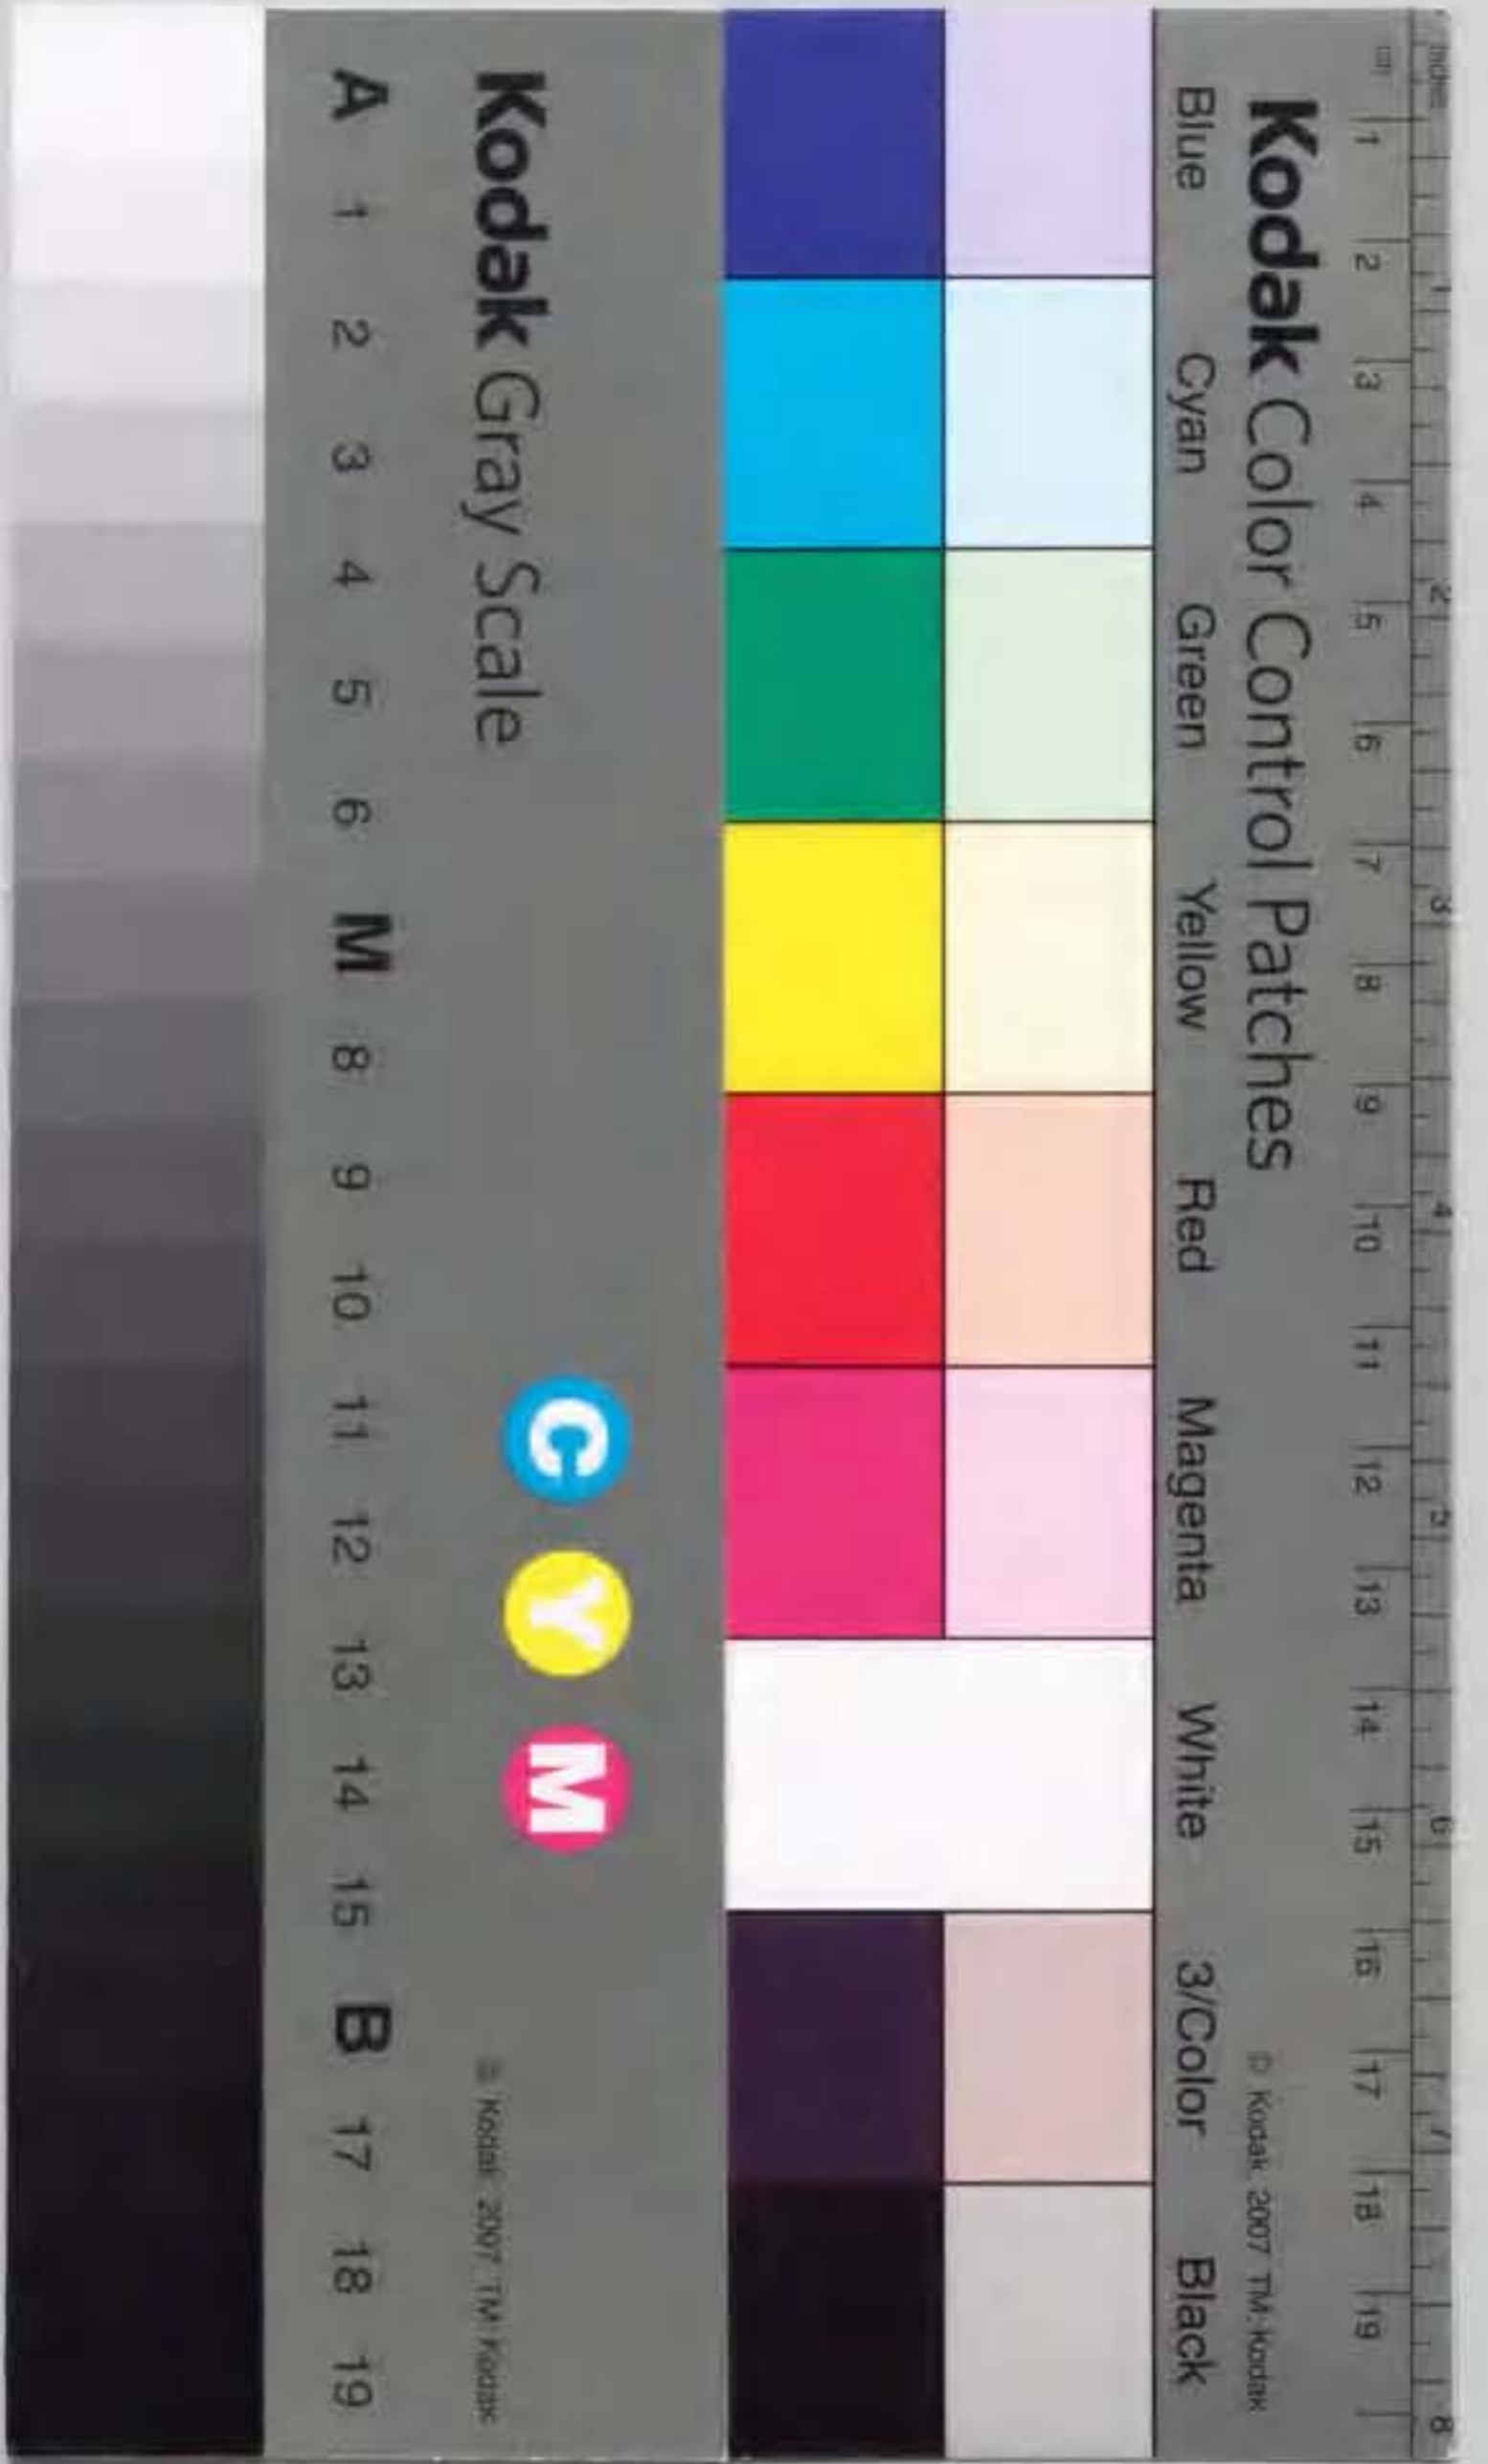 Inches 1 2 3 4 5 6 7 8
cm 1 2 3 4 5 6 7 8 9 10 11 12 13 14 15 16 17 18 19
Kodak Color Control Patches © Kodak, 2007 TM: Kodak
Blue Cyan Green Yellow Red Magenta White 3/Color Black
C Y M
Kodak Gray Scale © Kodak, 2007 TM: Kodak
A 1 2 3 4 5 6 M 8 9 10 11 12 13 14 15 B 17 18 19